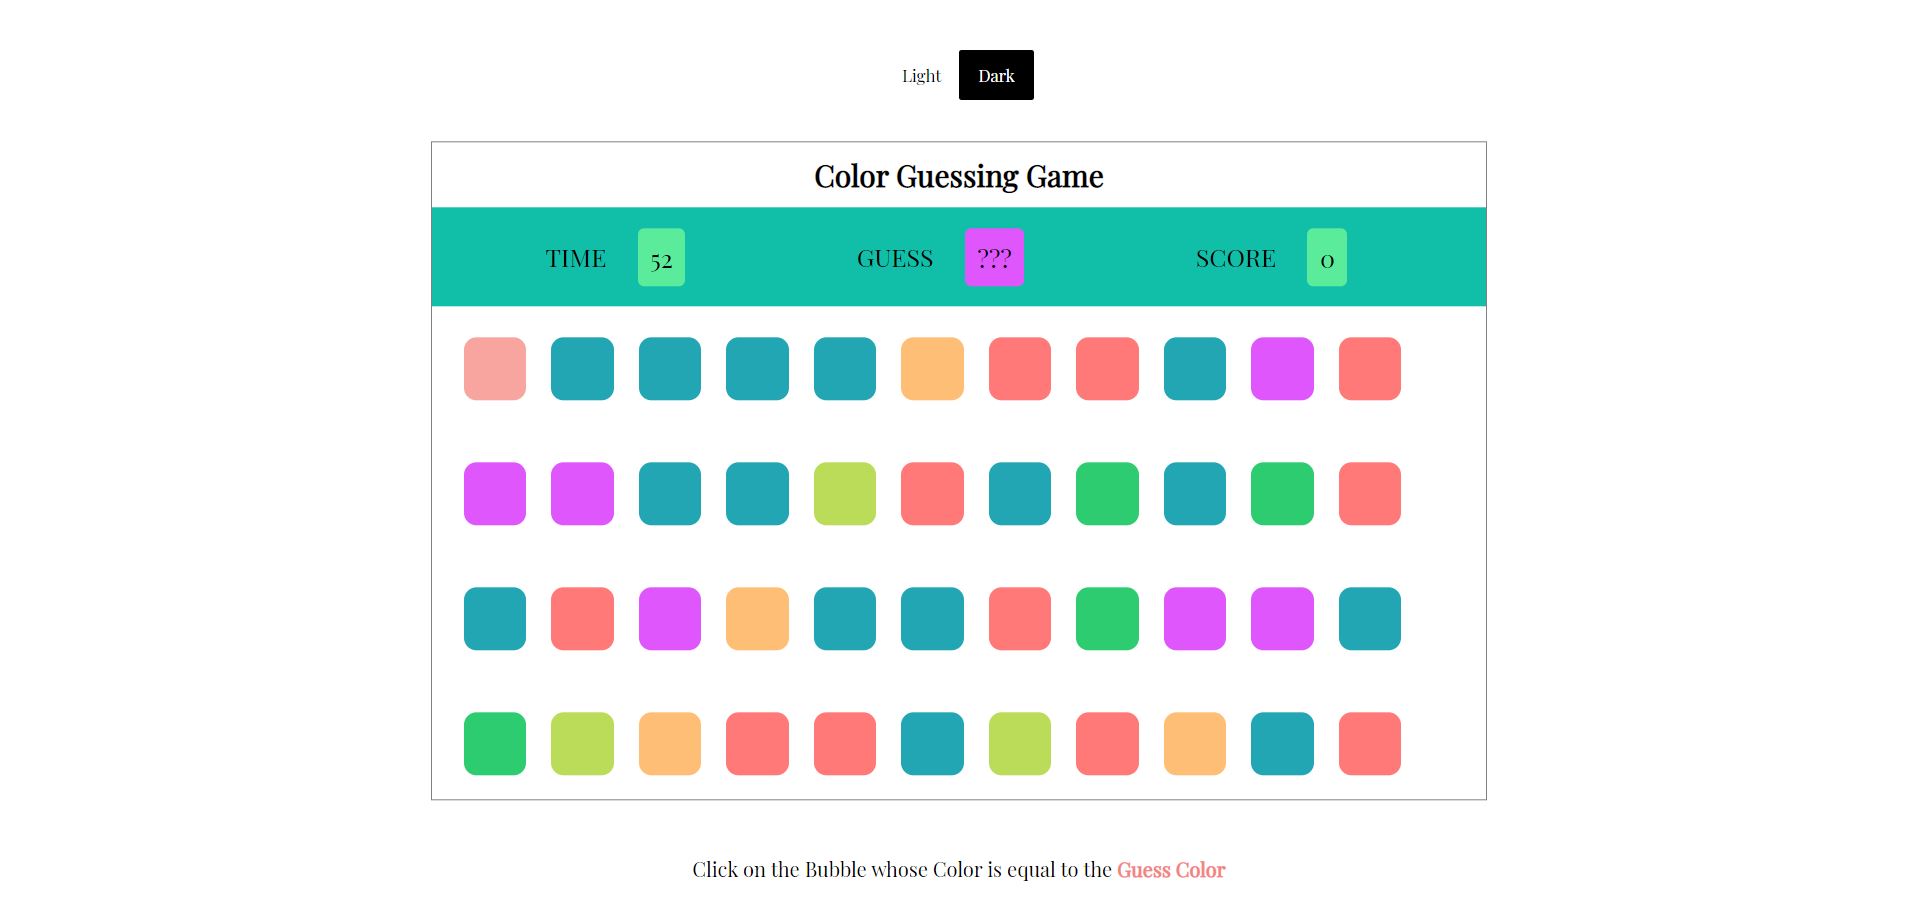 Light Dark
Color Guessing Game
TIME 52 GUESS ??? SCORE 0
Click on the Bubble whose Color is equal to the Guess Color